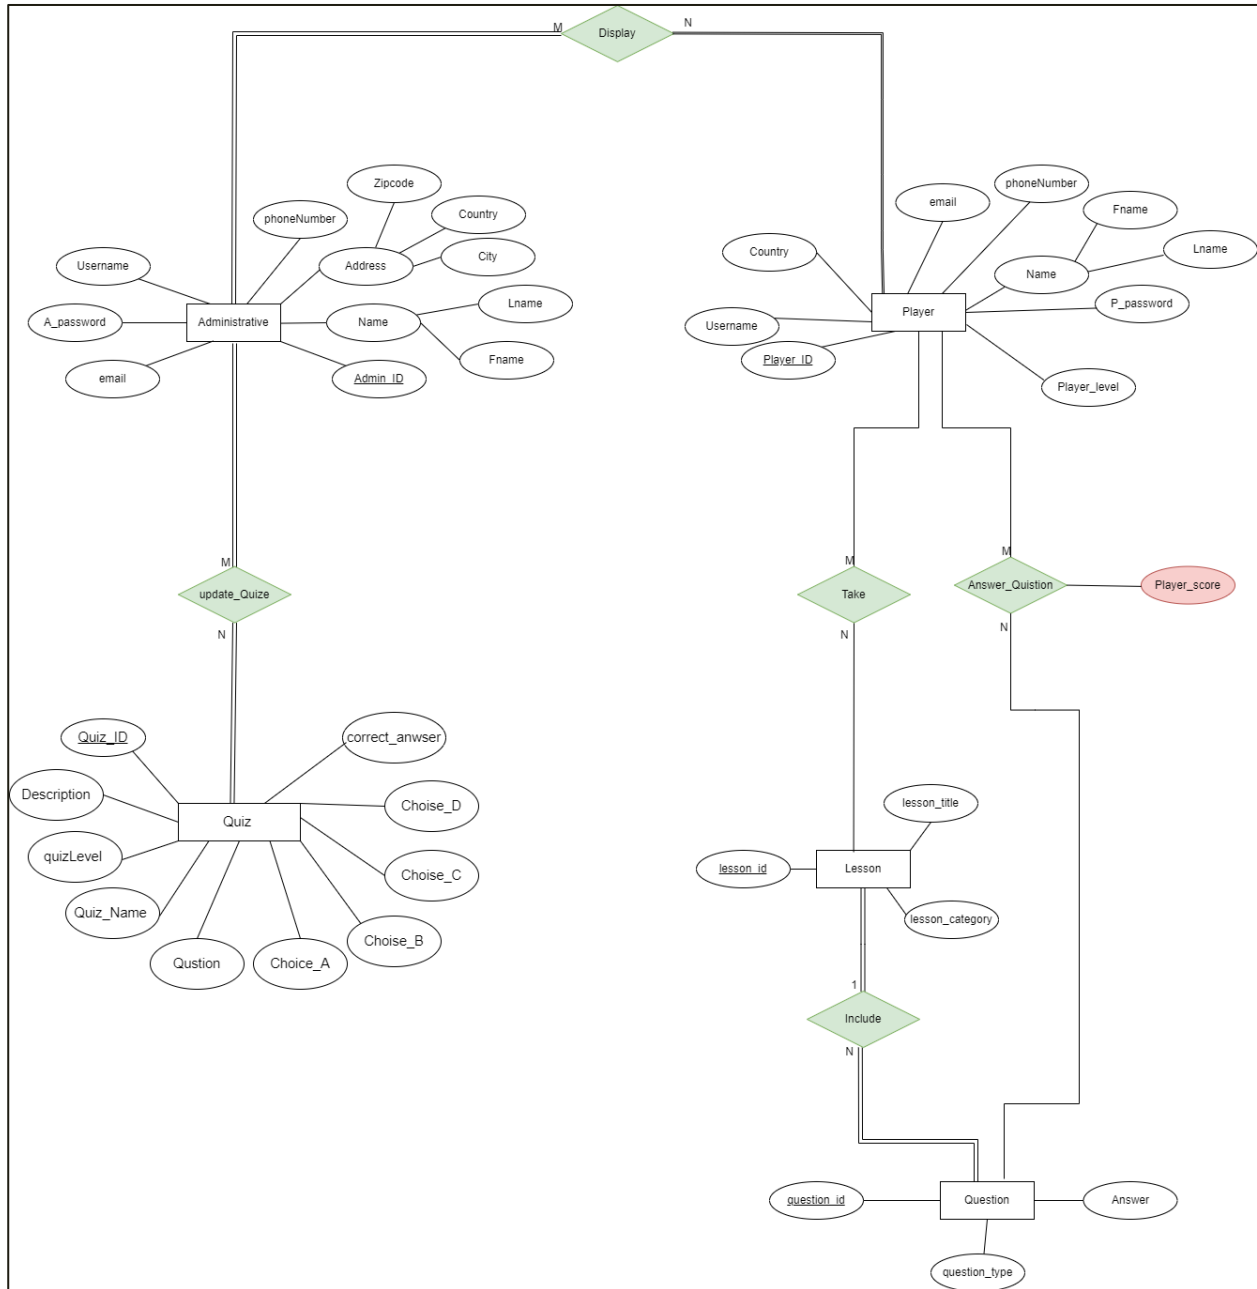 M
Display
N
Zipcode
phoneNumber
Country
Username
Address
City
Lname
A_password
Administrative
Name
Fname
email
Admin_ID
email
phoneNumber
Fname
Country
Name
Lname
Username
Player
P_password
Player_ID
Player_level
M
update_Quize
N
M
Take
N
M
Answer_Quistion
N
Player_score
Quiz_ID
correct_anwser
Description
Choise_D
Quiz
quizLevel
Choise_C
Quiz_Name
Choise_B
Qustion
Choice_A
lesson_title
lesson_id
Lesson
lesson_category
1
Include
N
question_id
Question
Answer
question_type